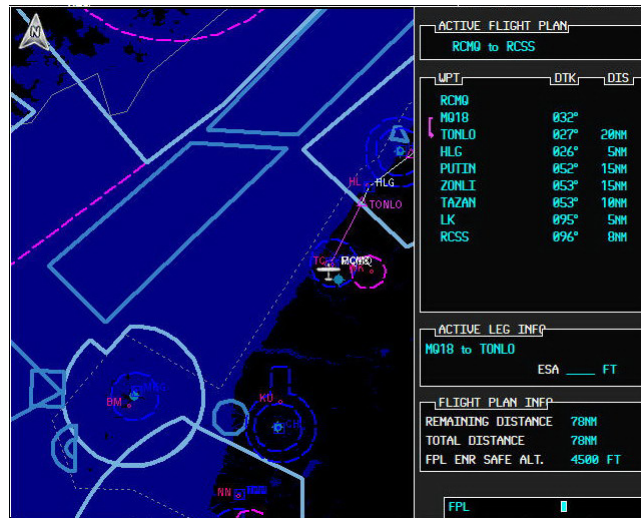 N
ACTIVE FLIGHT PLAN
RCMQ to RCSS
WPT DTK DIS
RCMQ
MQ18 032°
TONLO 027° 20NM
HLG 026° 5NM
PUTIN 052° 15NM
ZONLI 053° 15NM
TAZAN 053° 10NM
LK 095° 5NM
RCSS 096° 8NM
ACTIVE LEG INFO
MQ18 to TONLO
ESA ____ FT
FLIGHT PLAN INFO
REMAINING DISTANCE 78NM
TOTAL DISTANCE 78NM
FPL ENR SAFE ALT. 4500 FT
FPL
HL HLG
TONLO
BM
KU
NN